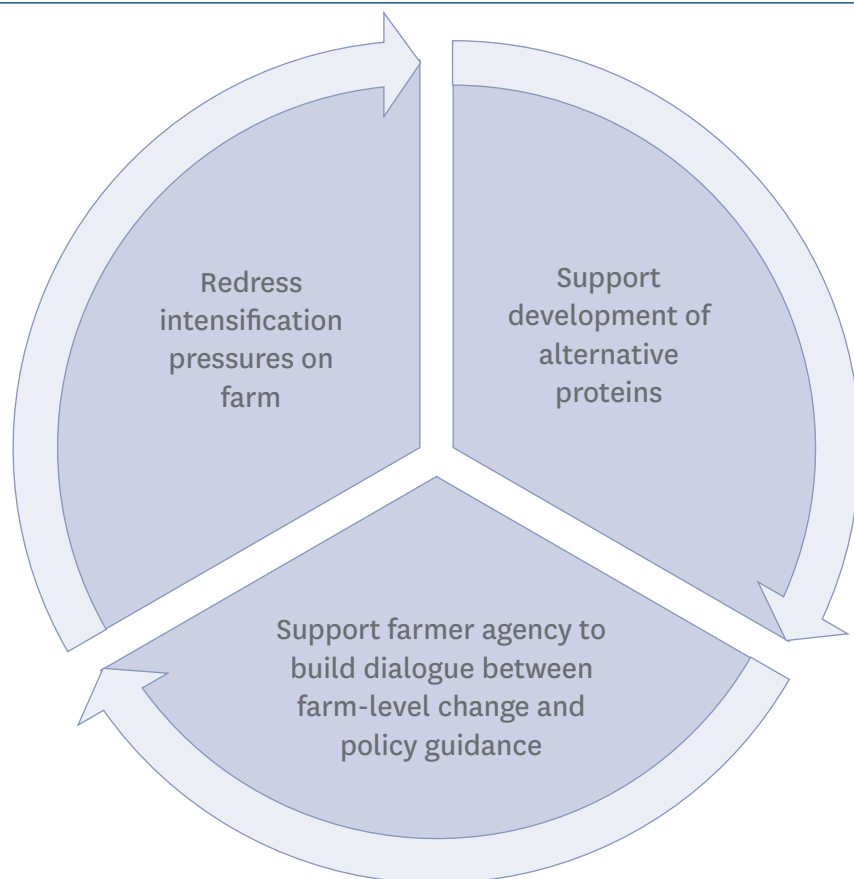 Redress
intensification
pressures on
farm
Support
development of
alternative
proteins
Support farmer agency to
build dialogue between
farm-level change and
policy guidance